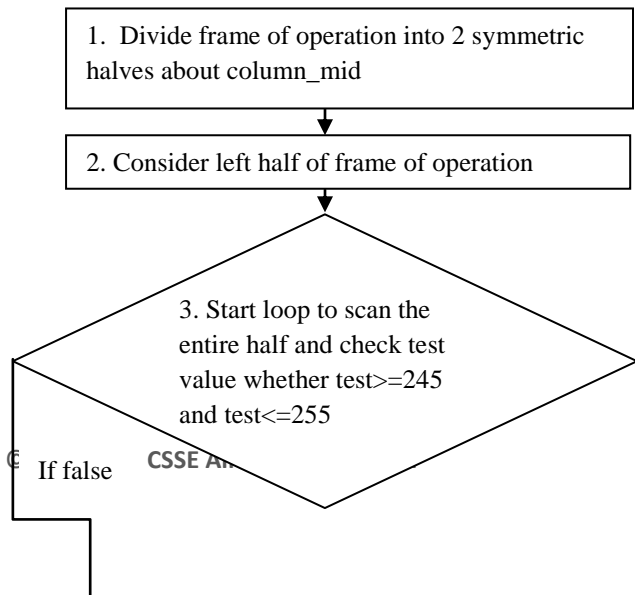 1. Divide frame of operation into 2 symmetric
halves about column_mid
2. Consider left half of frame of operation
3. Start loop to scan the
entire half and check test
value whether test>=245
and test<=255
If false
CSSE